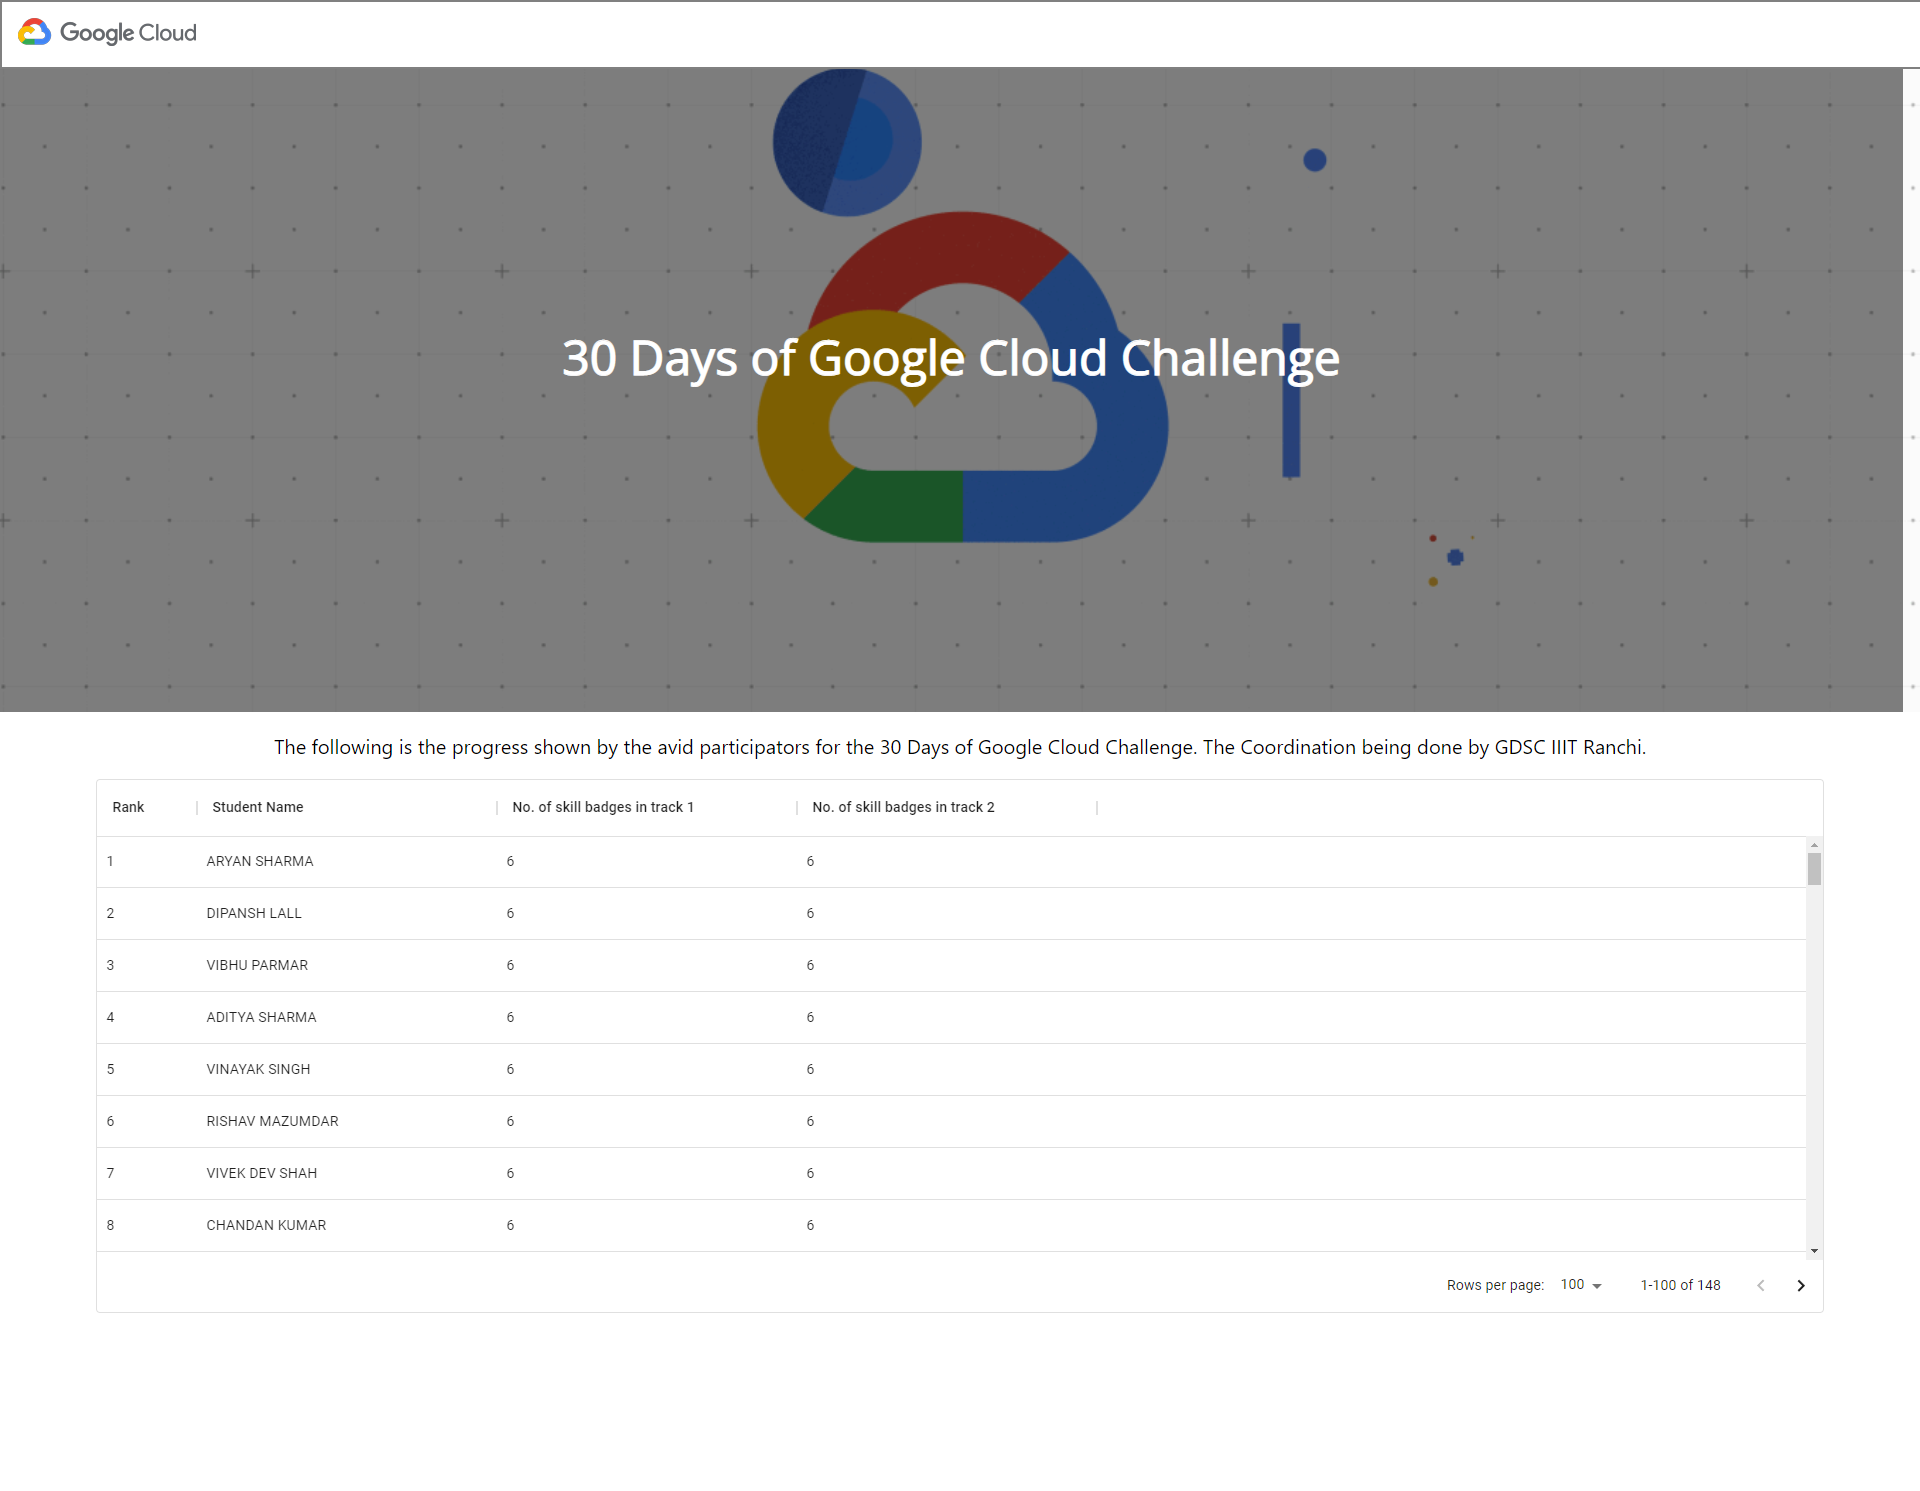 Google Cloud
30 Days of Google Cloud Challenge
The following is the progress shown by the avid participators for the 30 Days of Google Cloud Challenge. The Coordination being done by GDSC IIIT Ranchi.
Rank Student Name No. of skill badges in track 1 No. of skill badges in track 2
1 ARYAN SHARMA 6 6
2 DIPANSH LALL 6 6
3 VIBHU PARMAR 6 6
4 ADITYA SHARMA 6 6
5 VINAYAK SINGH 6 6
6 RISHAV MAZUMDAR 6 6
7 VIVEK DEV SHAH 6 6
8 CHANDAN KUMAR 6 6
Rows per page: 100 1-100 of 148